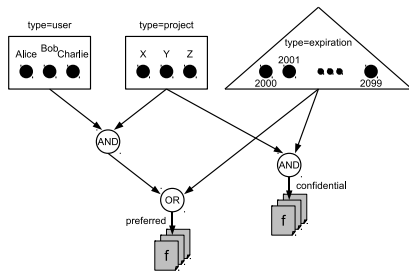 type=user
type=project
type=expiration
Alice Bob Charlie
X Y Z
2000 2001 2099
AND
AND
OR
confidential
preferred
f
f